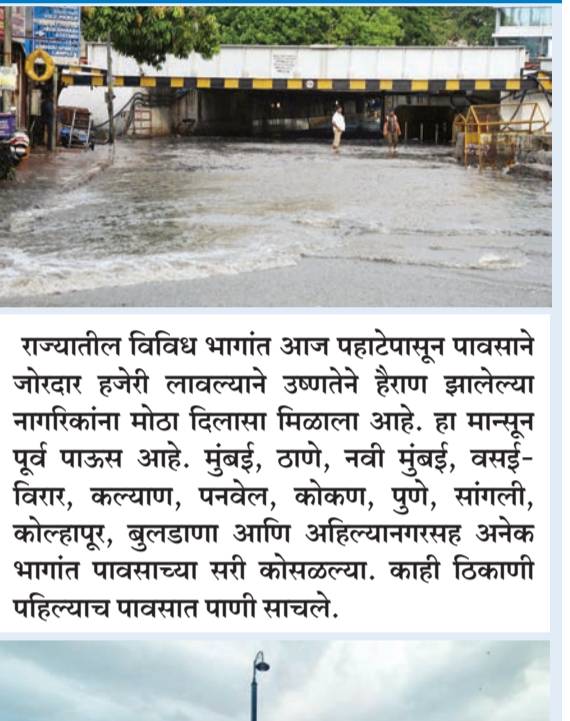 राज्यातील विविध भागांत आज पहाटेपासून पावसाने
जोरदार हजेरी लावल्याने उष्णतेने हैराण झालेल्या
नागरिकांना मोठा दिलासा मिळाला आहे. हा मान्सून
पूर्व पाऊस आहे. मुंबई, ठाणे, नवी मुंबई, वसई-
विरार, कल्याण, पनवेल, कोकण, पुणे, सांगली,
कोल्हापूर, बुलडाणा आणि अहिल्यानगरसह अनेक
भागांत पावसाच्या सरी कोसळल्या. काही ठिकाणी
पहिल्याच पावसात पाणी साचले.